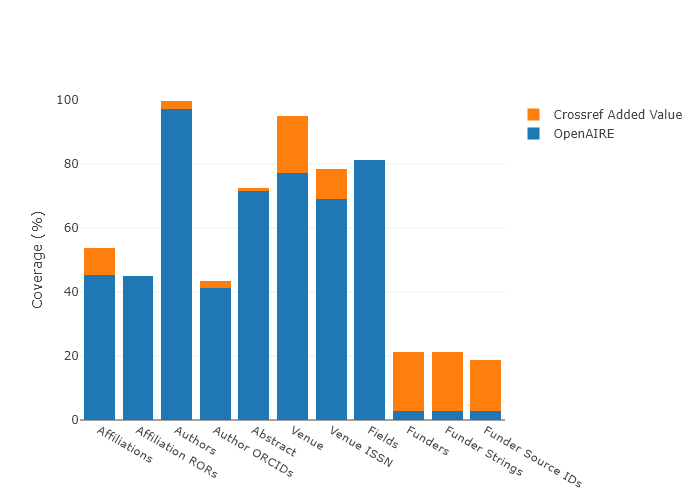 100
80
60
40
20
0
Coverage (%)
Affiliations
Affiliation RORs
Authors
Author ORCIDs
Abstract
Venue
Venue ISSN
Fields
Funders
Funder Strings
Funder Source IDs
Crossref Added Value
OpenAIRE